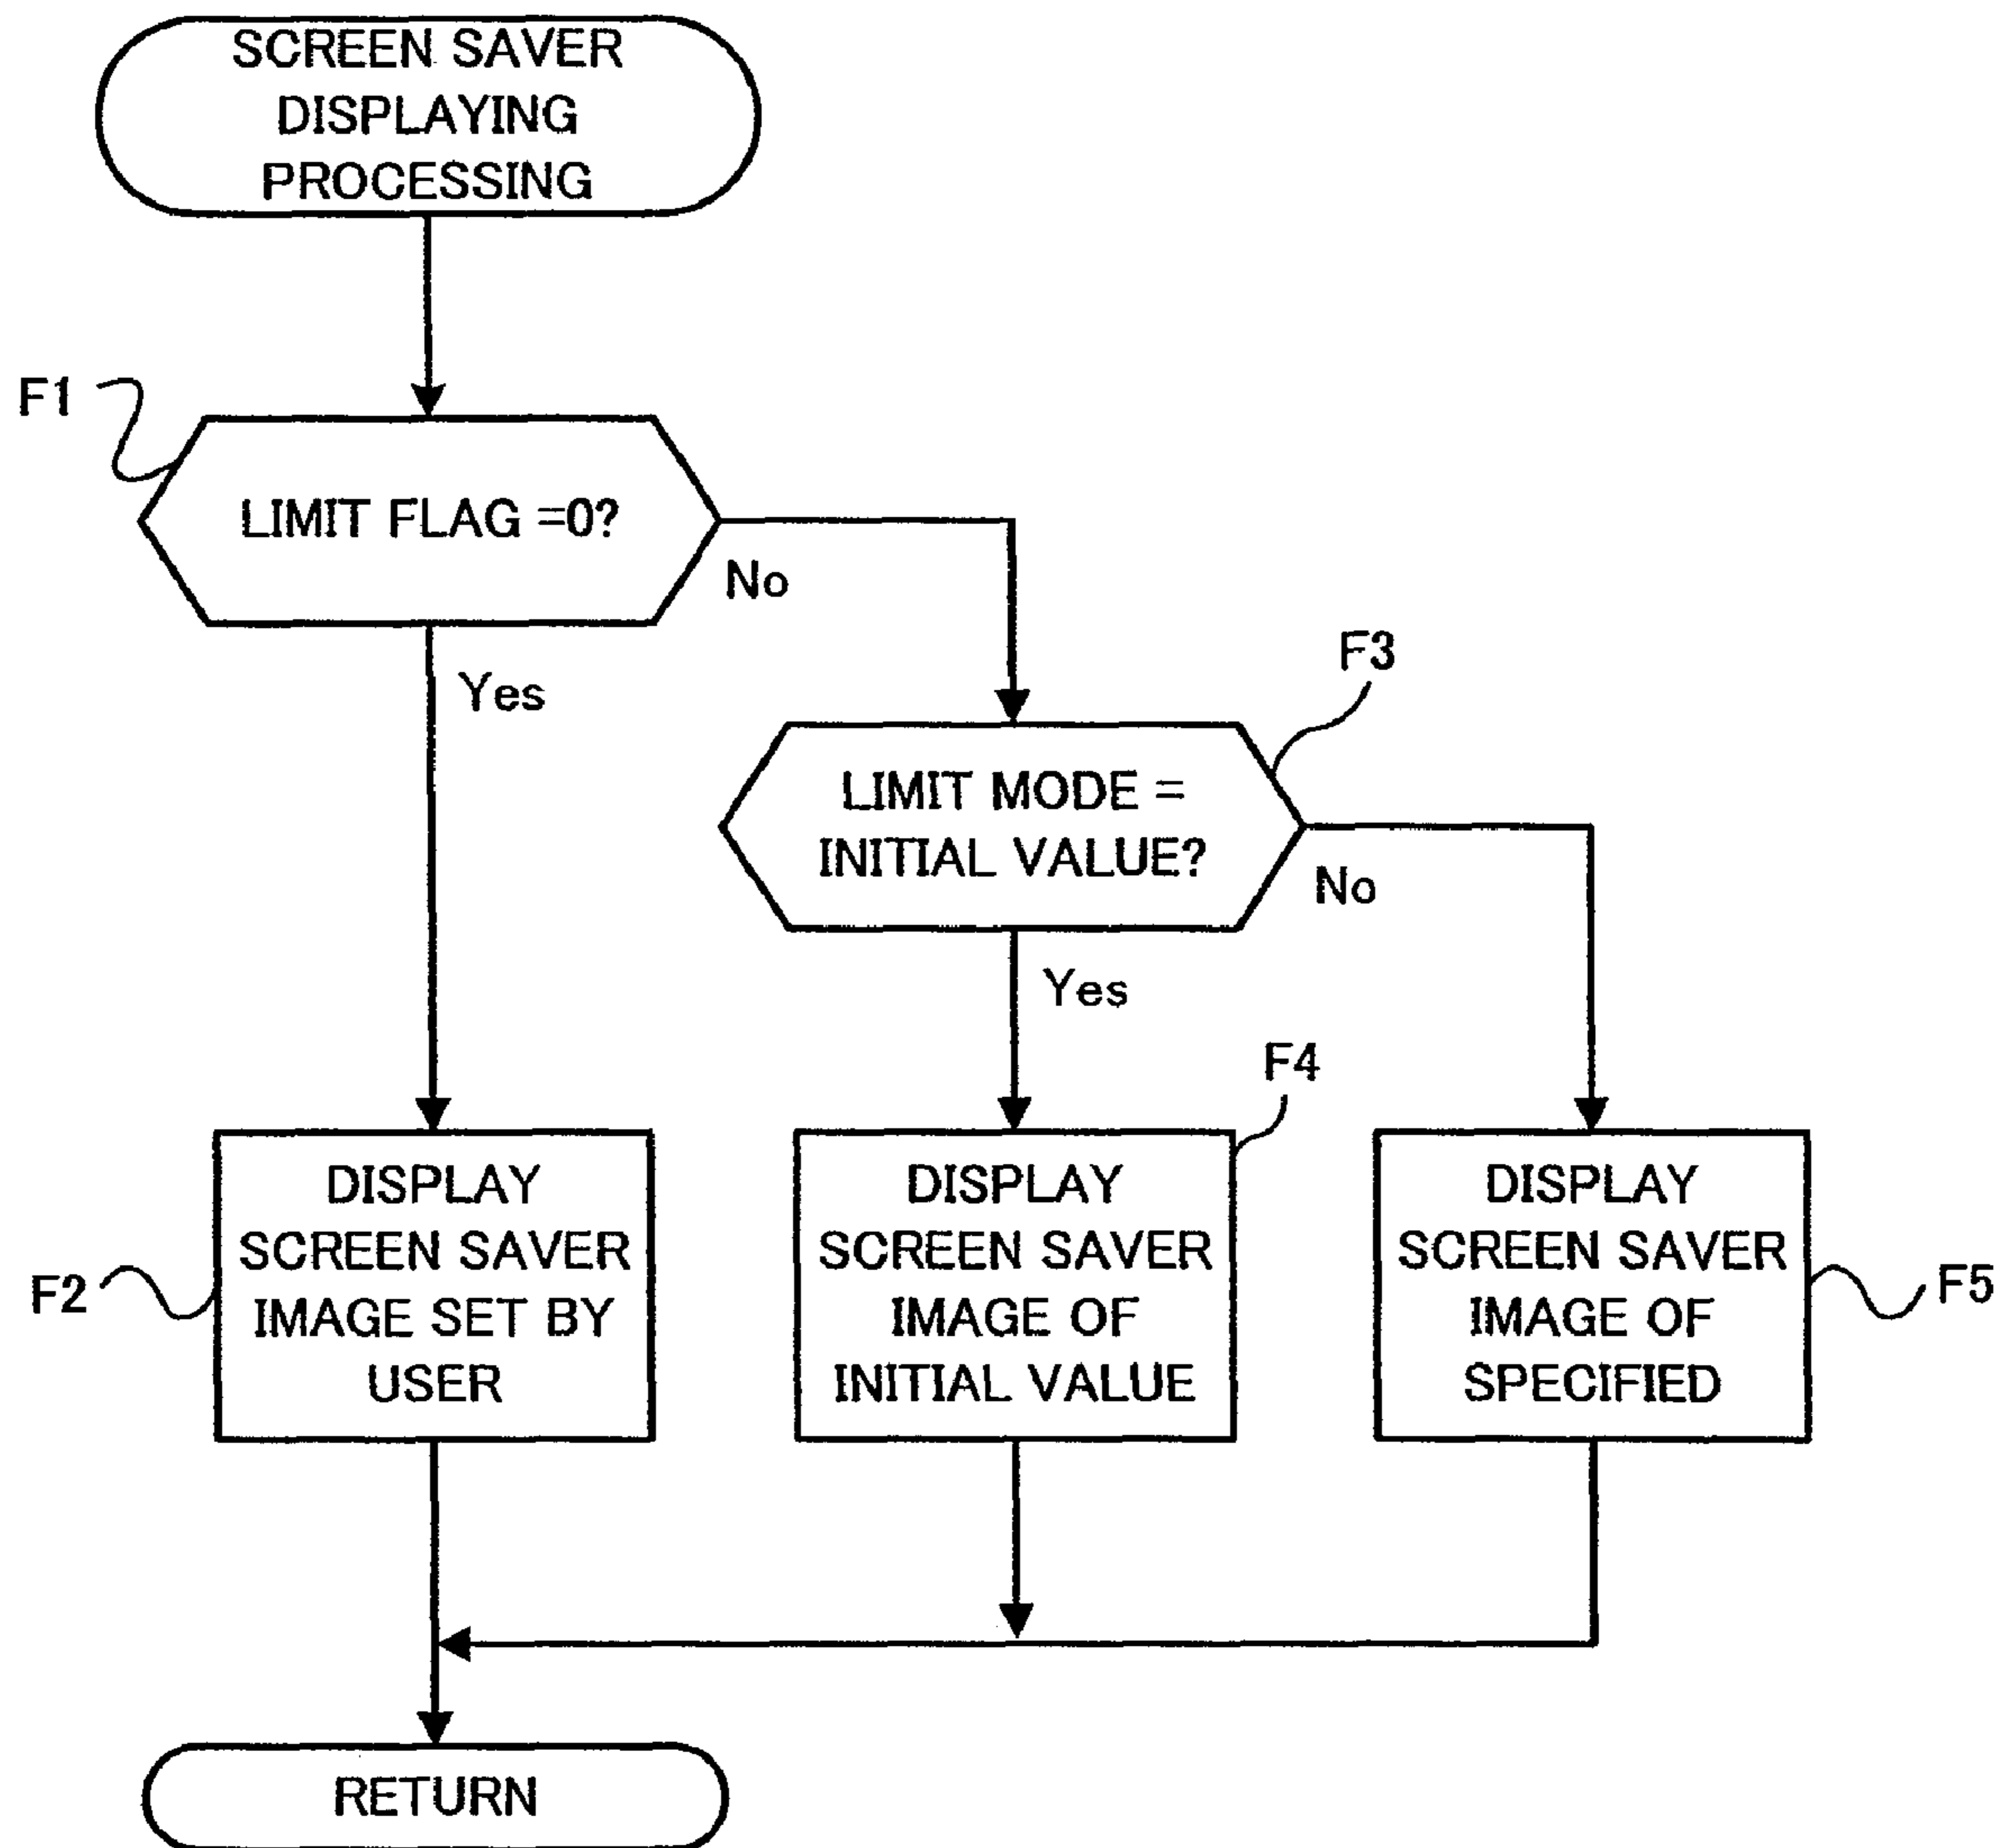 SCREEN SAVER
DISPLAYING
PROCESSING
F1
LIMIT FLAG =0?
No
Yes
F3
LIMIT MODE =
INITIAL VALUE?
No
Yes
F4
DISPLAY
SCREEN SAVER
IMAGE SET BY
USER
F2
DISPLAY
SCREEN SAVER
IMAGE OF
INITIAL VALUE
DISPLAY
SCREEN SAVER
IMAGE OF
SPECIFIED
F5
RETURN